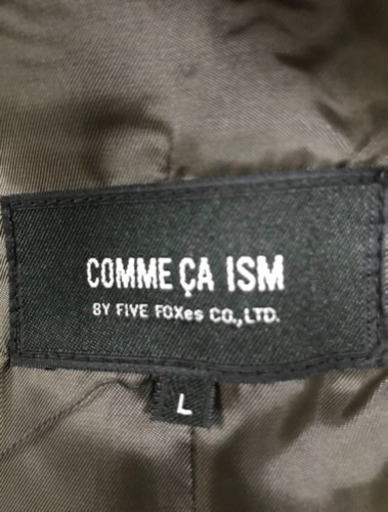 COMME ÇA ISM
BY FIVE FOXes CO.,LTD.
L